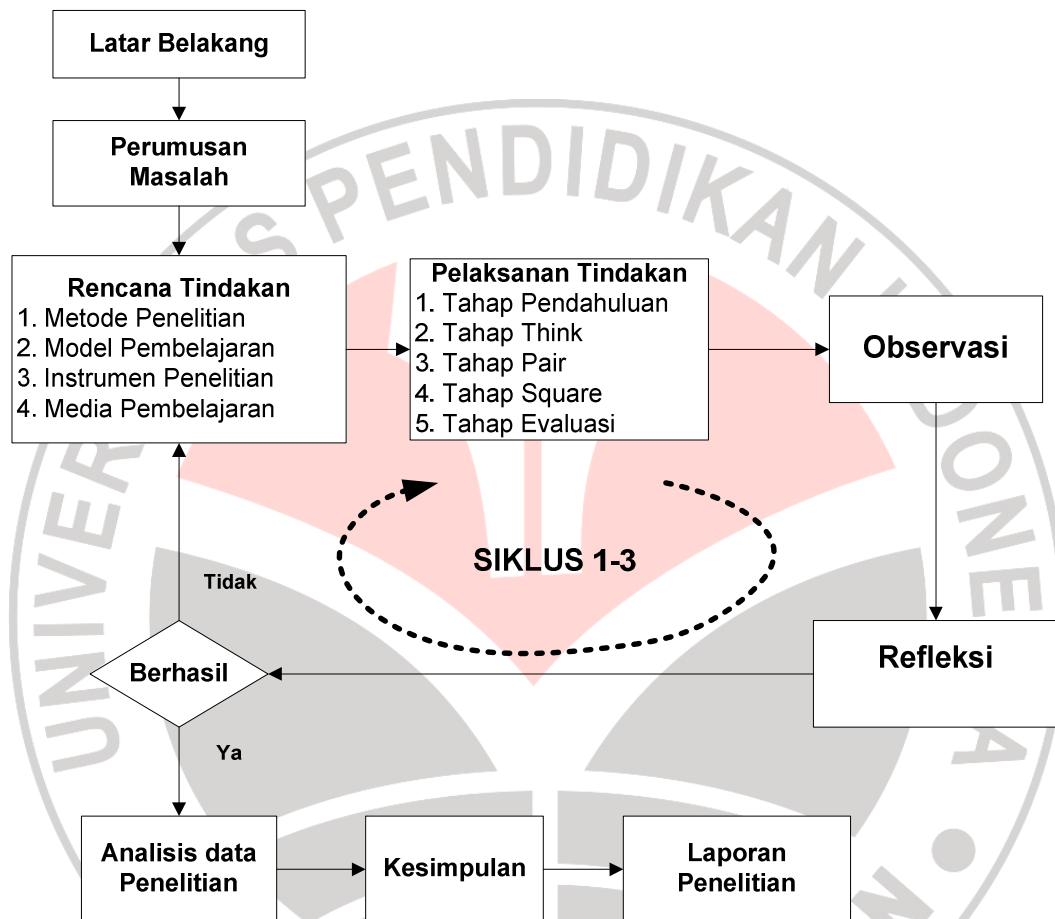 Latar Belakang
Perumusan
Masalah
Rencana Tindakan
1. Metode Penelitian
2. Model Pembelajaran
3. Instrumen Penelitian
4. Media Pembelajaran
Pelaksanan Tindakan
1. Tahap Pendahuluan
2. Tahap Think
3. Tahap Pair
4. Tahap Square
5. Tahap Evaluasi
Observasi
SIKLUS 1-3
Tidak
Berhasil
Refleksi
Ya
Analisis data
Penelitian
Kesimpulan
Laporan
Penelitian
PENDIDIKAN